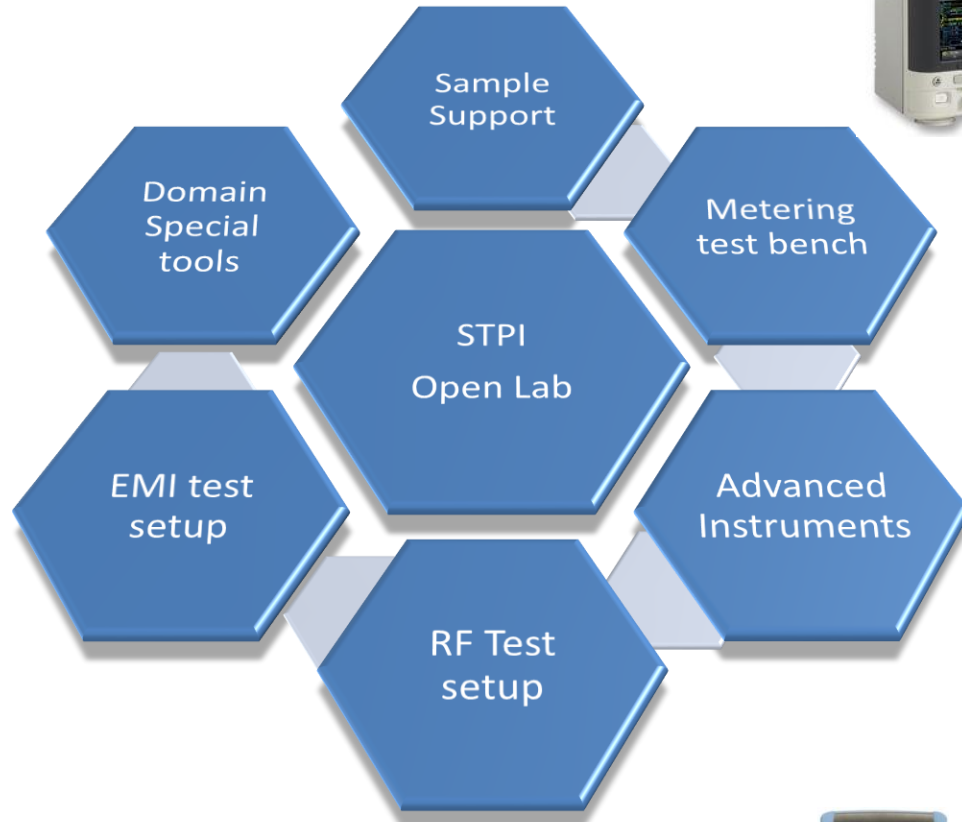 Sample
Support
Domain
Special
tools
Metering
test bench
STPI
Open Lab
EMI test
setup
Advanced
Instruments
RF Test
setup